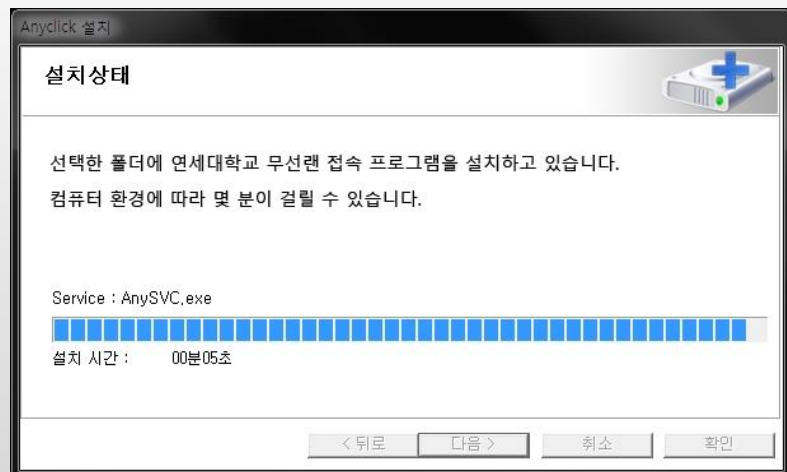 Anyclick 설치
설치상태
선택한 폴더에 연세대학교 무선랜 접속 프로그램을 설치하고 있습니다.
컴퓨터 환경에 따라 몇 분이 걸릴 수 있습니다.
Service : AnySVC.exe
설치 시간 : 00분05초
< 뒤로 다음 > 취소 확인